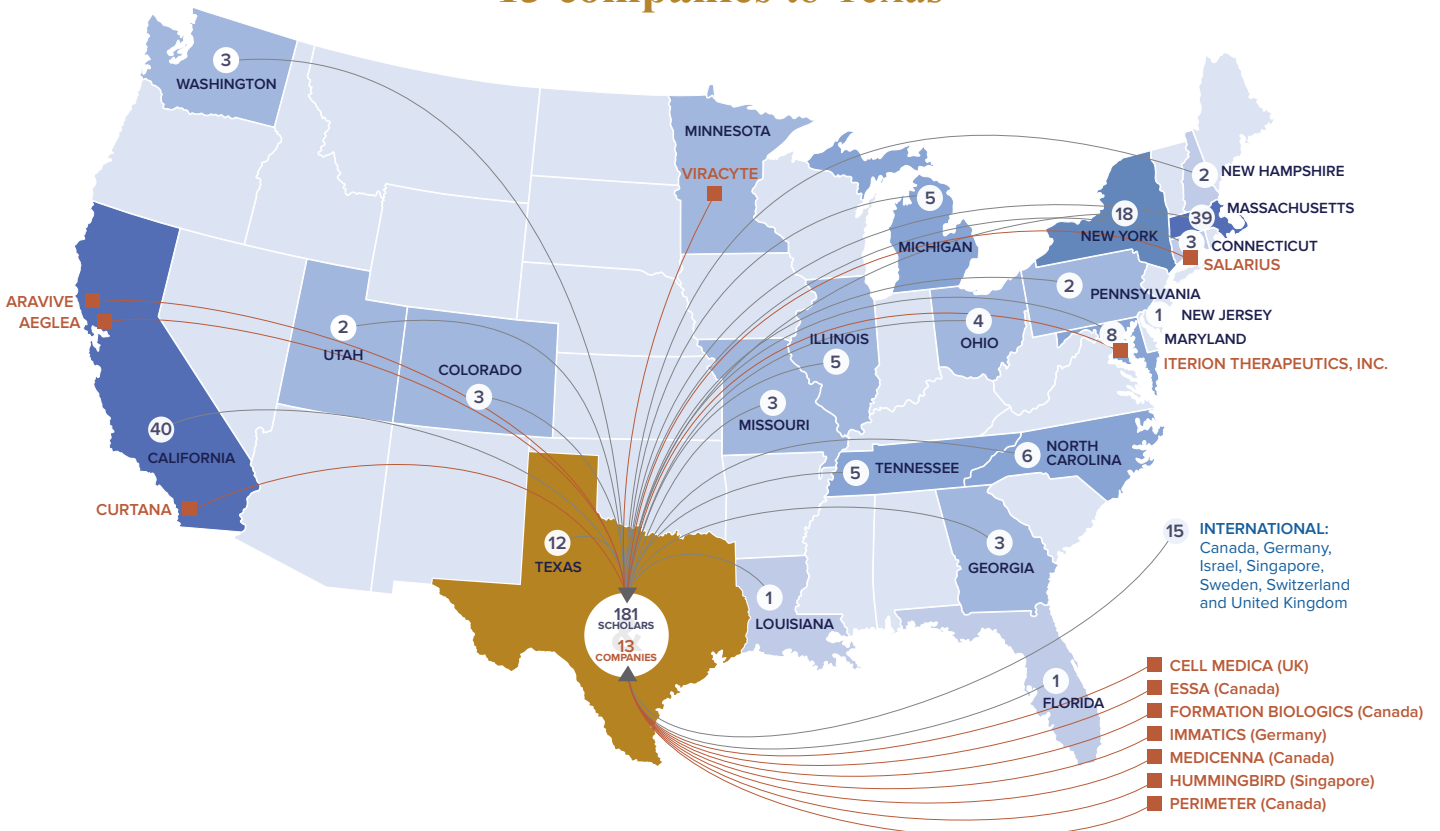 13 companies to Texas
3
WASHINGTON
MINNESOTA
VIRACYTE
5
MICHIGAN
2
NEW HAMPSHIRE
39
MASSACHUSETTS
18
NEW YORK
3
CONNECTICUT
SALARIUS
2
PENNSYLVANIA
1
NEW JERSEY
8
MARYLAND
ITERION THERAPEUTICS, INC.
ARAVIVE
AEGLEA
2
UTAH
COLORADO
3
ILLINOIS
5
4
OHIO
3
MISSOURI
40
CALIFORNIA
CURTANA
5
TENNESSEE
6
NORTH
CAROLINA
12
TEXAS
3
GEORGIA
1
LOUISIANA
181
SCHOLARS
&
13
COMPANIES
1
FLORIDA
15
INTERNATIONAL:
Canada, Germany,
Israel, Singapore,
Sweden, Switzerland
and United Kingdom
CELL MEDICA (UK)
ESSA (Canada)
FORMATION BIOLOGICS (Canada)
IMMATICS (Germany)
MEDICENNA (Canada)
HUMMINGBIRD (Singapore)
PERIMETER (Canada)